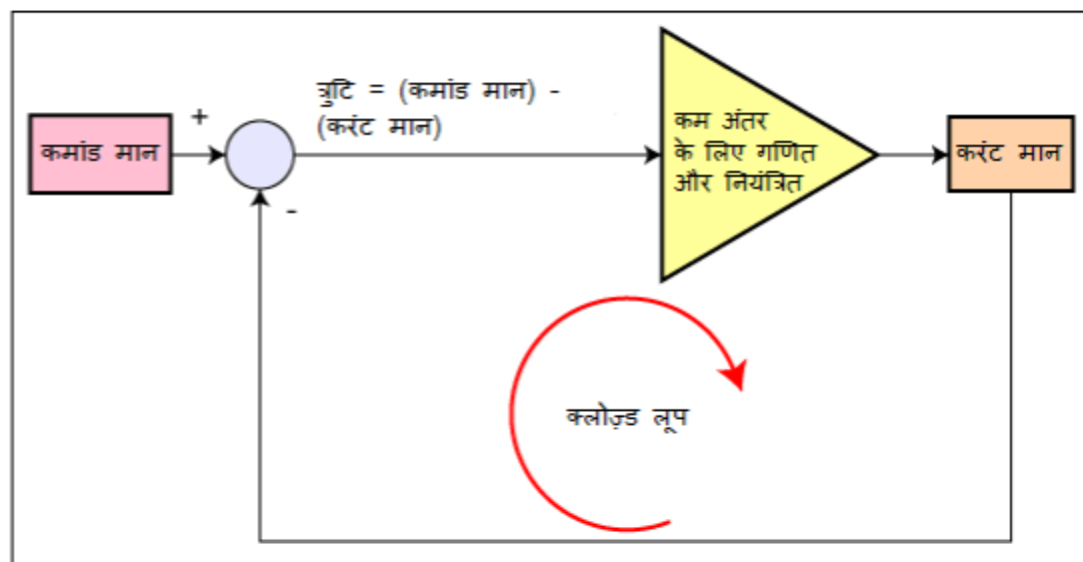 त्रुटि = (कमांड मान) -
(करंट मान)
+
कमांड मान
-
कम अंतर
के लिए गणित
और नियंत्रित
करंट मान
क्लोज़्ड लूप